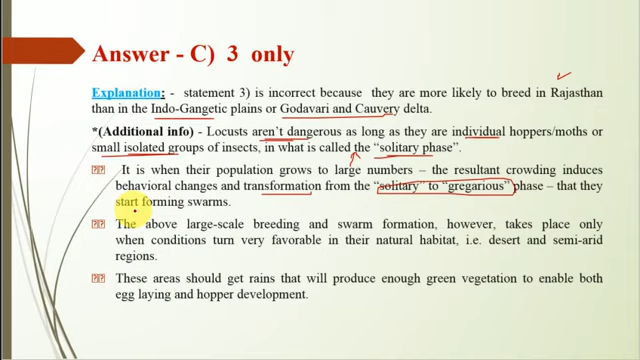 Answer - C) 3 only
Explanation: - statement 3) is incorrect because they are more likely to breed in Rajasthan
than in the Indo-Gangetic plains or Godavari and Cauvery delta.
*(Additional info) - Locusts aren't dangerous as long as they are individual hoppers/moths or
small isolated groups of insects, in what is called the “solitary phase”.
It is when their population grows to large numbers – the resultant crowding induces
behavioral changes and transformation from the “solitary” to “gregarious” phase – that they
start forming swarms.
The above large-scale breeding and swarm formation, however, takes place only
when conditions turn very favorable in their natural habitat, i.e. desert and semi-arid
regions.
These areas should get rains that will produce enough green vegetation to enable both
egg laying and hopper development.